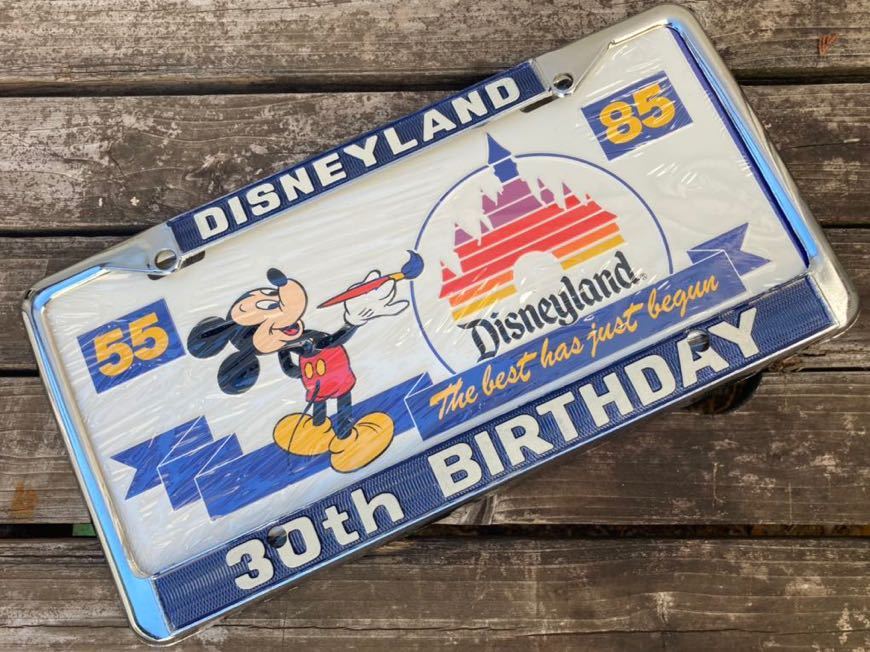 DISNEYLAND
85
55
Disneyland®
The best has just begun
30th BIRTHDAY